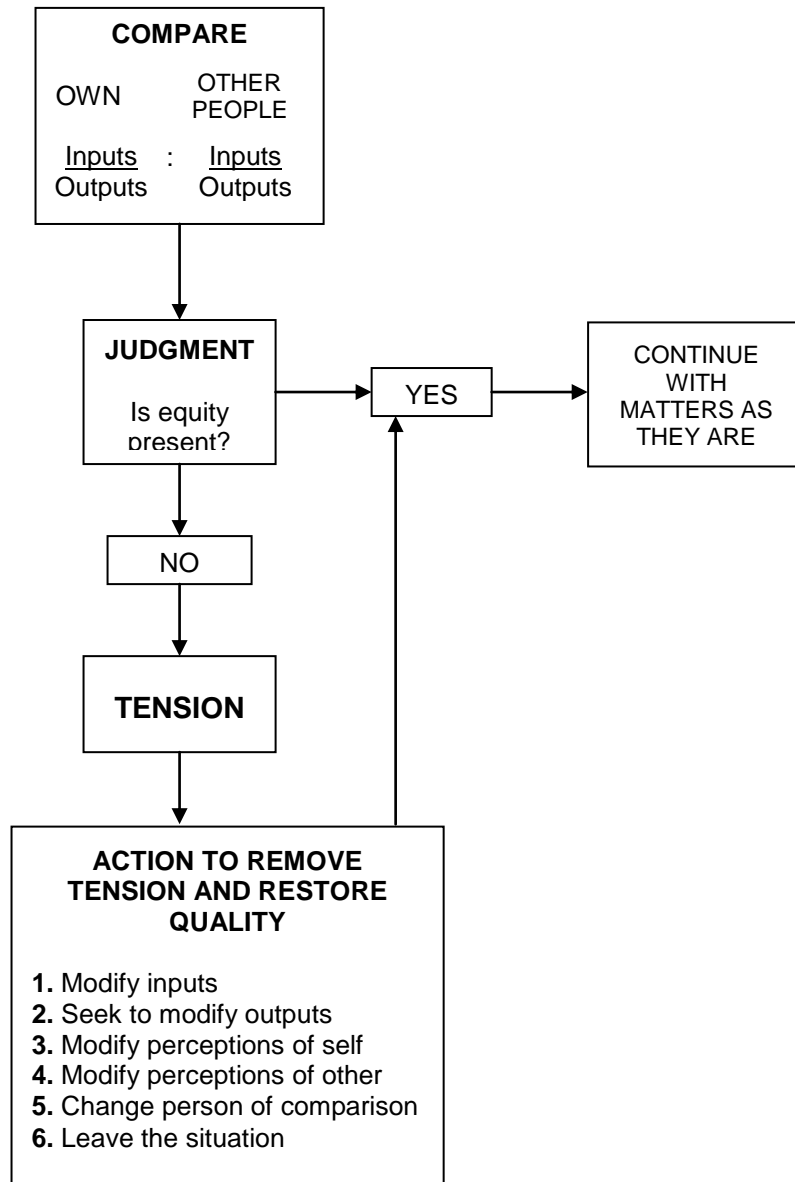 COMPARE
OWN
OTHER
PEOPLE
Inputs : Inputs
Outputs Outputs
JUDGMENT
Is equity
present?
YES
CONTINUE
WITH
MATTERS AS
THEY ARE
NO
TENSION
ACTION TO REMOVE
TENSION AND RESTORE
QUALITY
1. Modify inputs
2. Seek to modify outputs
3. Modify perceptions of self
4. Modify perceptions of other
5. Change person of comparison
6. Leave the situation